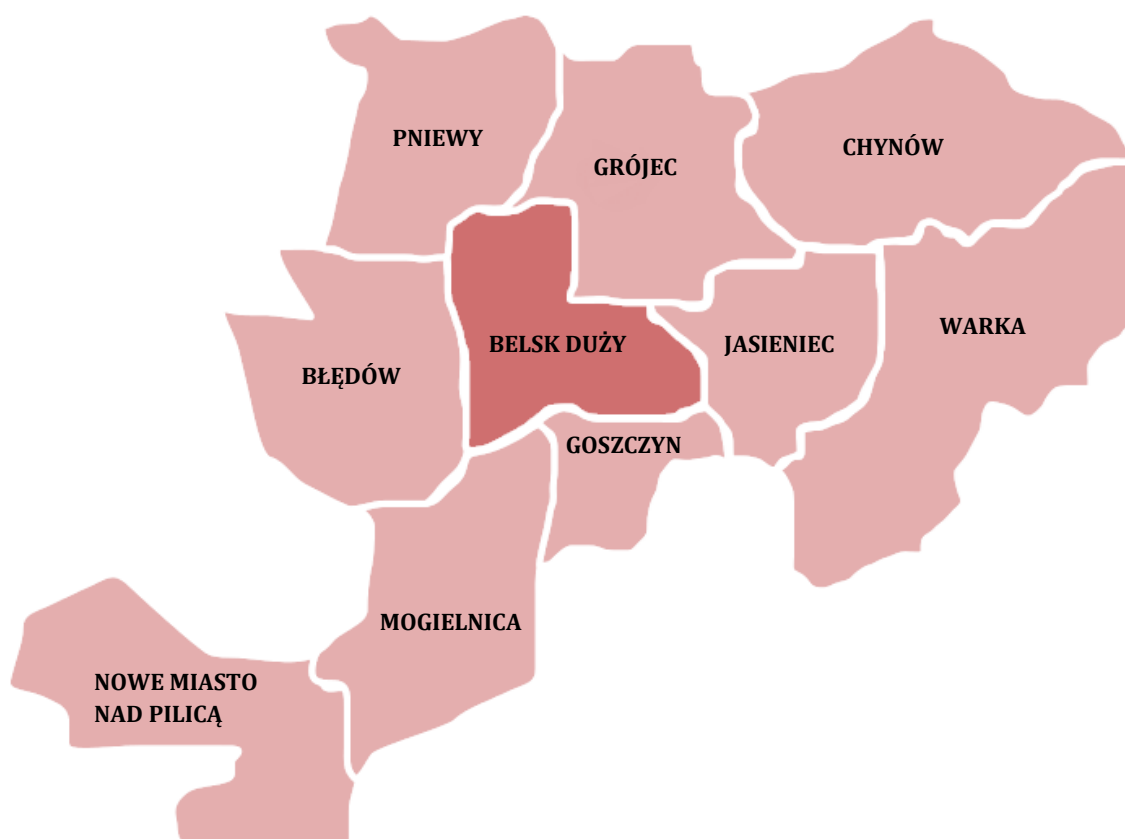 PNIEWY
GRÓJEC
CHYNÓW
WARKA
BELSK DUŻY
JASIENIEC
BŁĘDÓW
GOSZCZYN
MOGIELNICA
NOWE MIASTO
NAD PILICĄ